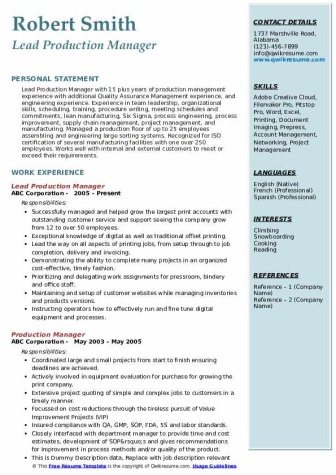 Robert Smith
Lead Production Manager
PERSONAL STATEMENT
Lead Production Manager with 15 plus years of production management
experience with additional Quality Assurance Management experience, and
engineering experience. Experience in team leadership, organizational
skills, scheduling, training, procedure writing, meeting schedules and
commitments, lean manufacturing, Six Sigma, process engineering, process
improvement, supply chain management, project management, and
manufacturing. Managed a production floor of up to 25 employees
assembling and engineering large sorting systems. Recognized for ISO
certification of several manufacturing facilities with one over 250
employees. Works well with internal and external customers to meet or
exceed their requirements.
WORK EXPERIENCE
Lead Production Manager
ABC Corporation - 2005 – Present
Responsibilities:
• Successfully managed and helped grow the largest print accounts with
outstanding customer service and support seeing the company grow
from 12 to over 50 employees.
• Exceptional knowledge of digital as well as traditional offset printing.
• Lead the way on all aspects of printing jobs, from setup through to job
completion, delivery and invoicing.
• Demonstrating the ability to complete many projects in an organized
cost-effective, timely fashion.
• Prioritizing and delegating work assignments for pressroom, bindery
and office staff.
• Maintaining and setup of customer websites while managing inventories
and products versions.
• Instructing operators how to effectively run and fine tune digital
equipment and processes.
Production Manager
ABC Corporation - May 2003 – May 2005
Responsibilities:
• Coordinated large and small projects from start to finish ensuring
deadlines are achieved.
• Actively involved in equipment evaluation for purchase for growing the
print company.
• Extensive project quoting of simple and complex jobs to customers in a
timely manner.
• Focussed on cost reductions through the tireless pursuit of Value
Improvement Projects (VIP)
• Insured compliance with QA, GMP, SOP, FDA, 5S and labor standards.
• Closely interfaced with department manager to provide time and cost
estimates, development of SOP&rsquo;s and gives recommendations
for improvement in process methods and/or quality of the product.
• This is Dummy Description data, Replace with job description relevant
CONTACT DETAILS
1737 Marshville Road,
Alabama
(123)-456-7899
info@qwikresume.com
www.qwikresume.com
SKILLS
Adobe Creative Cloud,
Filemaker Pro, Pitstop
Pro, Word, Excel,
Printing, Document
Imaging, Prepress,
Account Management,
Networking, Project
Management
LANGUAGES
English (Native)
French (Professional)
Spanish (Professional)
INTERESTS
Climbing
Snowboarding
Cooking
Reading
REFERENCES
Reference – 1 (Company
Name)
Reference – 2 (Company
Name)
© This Free Resume Template is the copyright of Qwikresume.com. Usage Guidelines